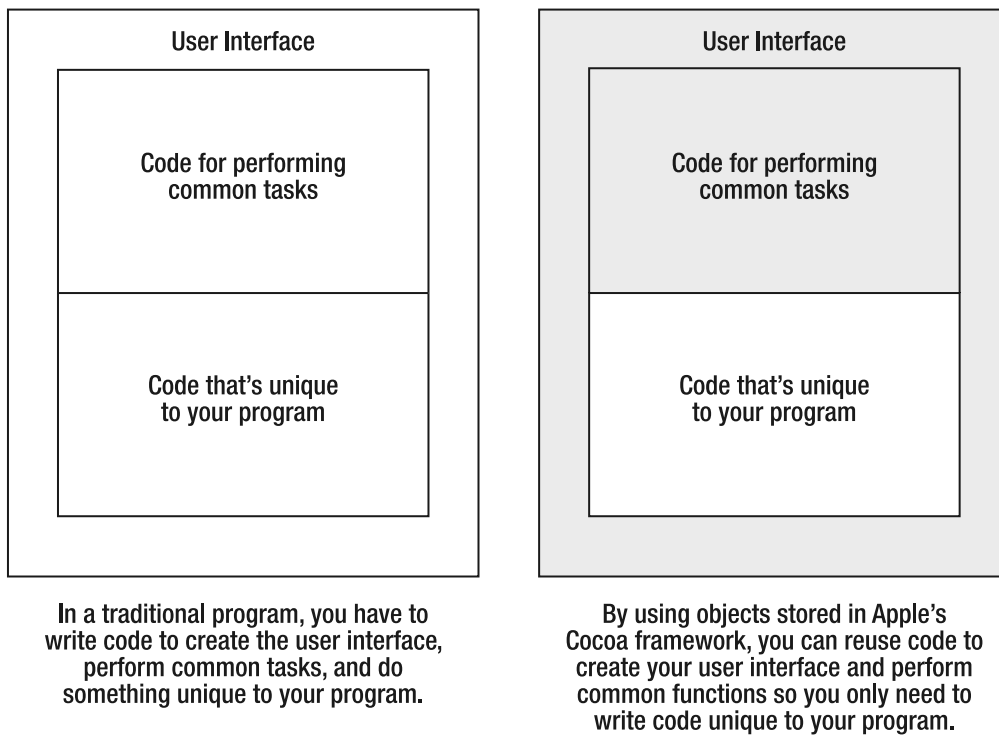 User Interface
Code for performing
common tasks
Code that's unique
to your program
In a traditional program, you have to
write code to create the user interface,
perform common tasks, and do
something unique to your program.
User Interface
Code for performing
common tasks
Code that's unique
to your program
By using objects stored in Apple's
Cocoa framework, you can reuse code to
create your user interface and perform
common functions so you only need to
write code unique to your program.